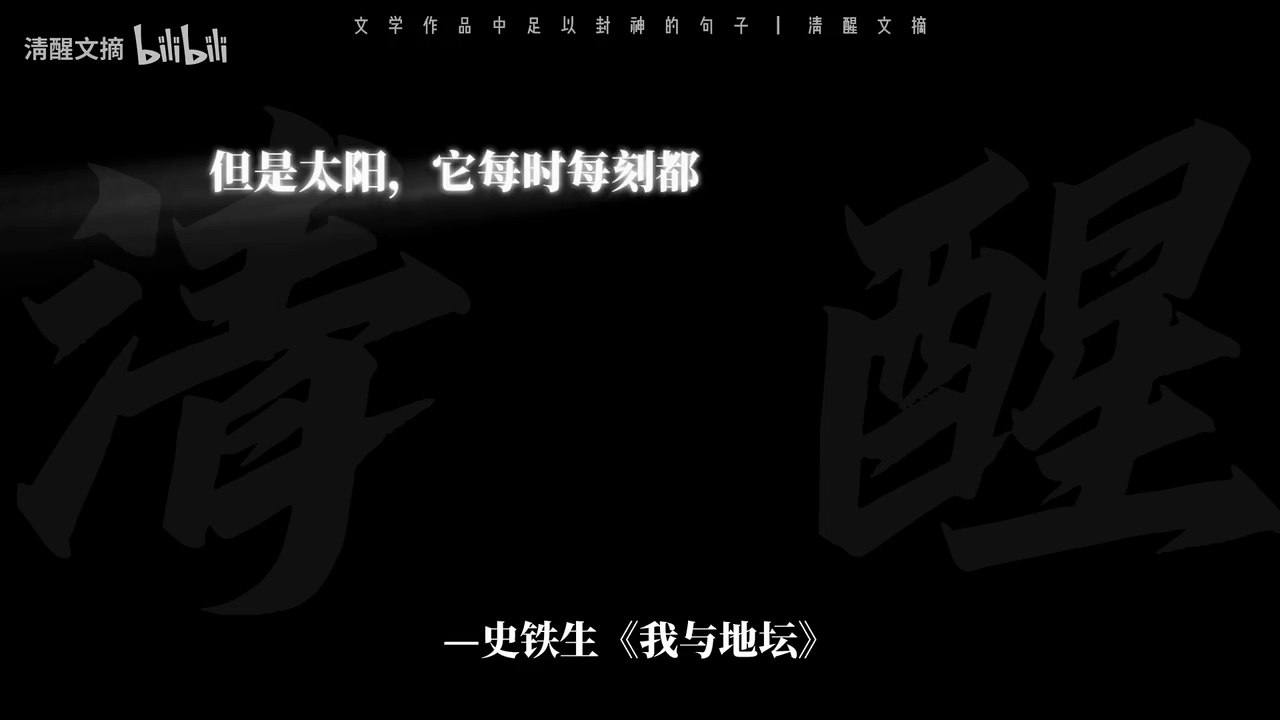 文学作品中足以封神的句子 | 清醒文摘
清醒文摘 bilibili
但是太阳，它每时每刻都
清醒
—史铁生《我与地坛》